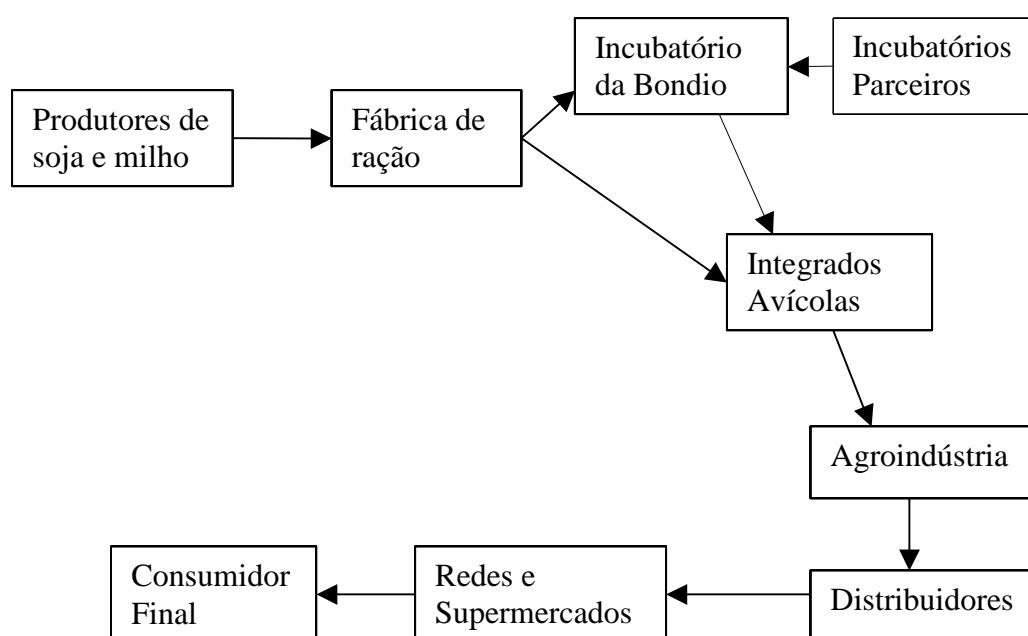 Produtores de
soja e milho
Fábrica de
ração
Incubatório
da Bondio
Incubatórios
Parceiros
Integrados
Avícolas
Agroindústria
Distribuidores
Redes e
Supermercados
Consumidor
Final